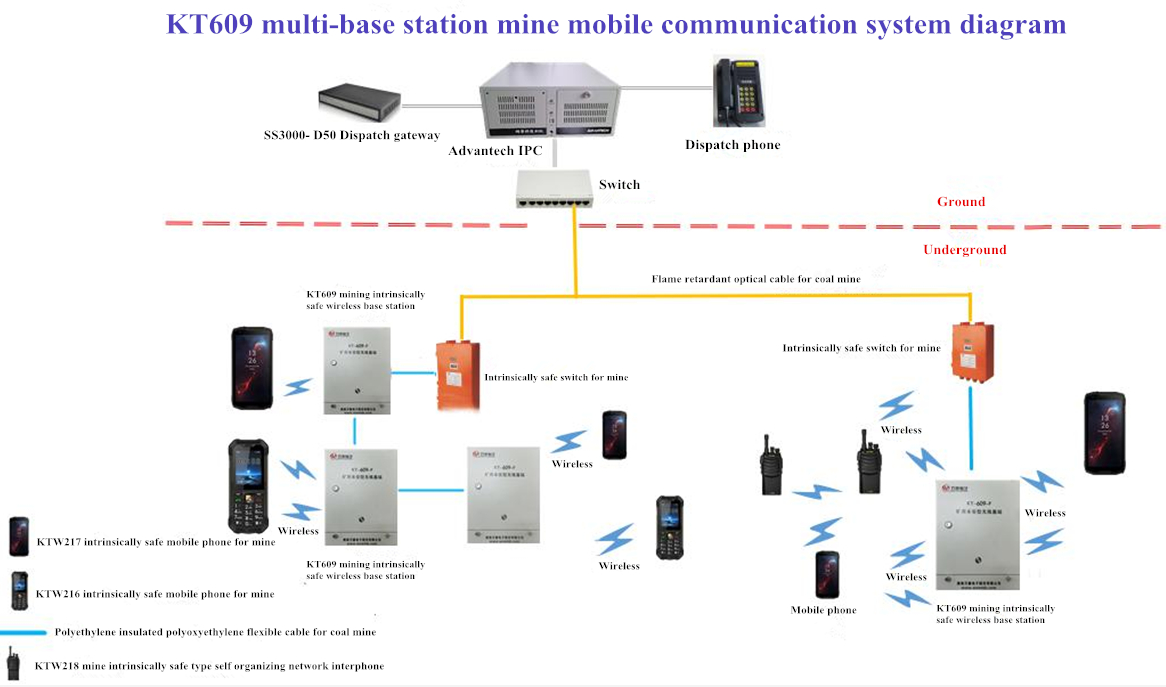 KT609 multi-base station mine mobile communication system diagram
SS3000- D50 Dispatch gateway
Advantech IPC
Dispatch phone
Switch
Ground
Underground
Flame retardant optical cable for coal mine
KT609 mining intrinsically
safe wireless base station
Intrinsically safe switch for mine
Intrinsically safe switch for mine
Wireless
Wireless
Wireless
Wireless
Wireless
Wireless
KT609 mining intrinsically
safe wireless base station
Mobile phone
KT609 mining intrinsically
safe wireless base station
KTW217 intrinsically safe mobile phone for mine
KTW216 intrinsically safe mobile phone for mine
Polyethylene insulated polyoxyethylene flexible cable for coal mine
KTW218 mine intrinsically safe type self organizing network interphone